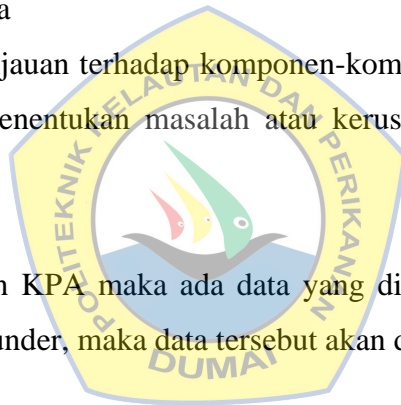 a
jauan terhadap komponen-kom
enentukan masalah atau kerus
n KPA maka ada data yang di
under, maka data tersebut akan d
POLITEKNIK KELAUTAN DAN PERIKANAN
DUMAI